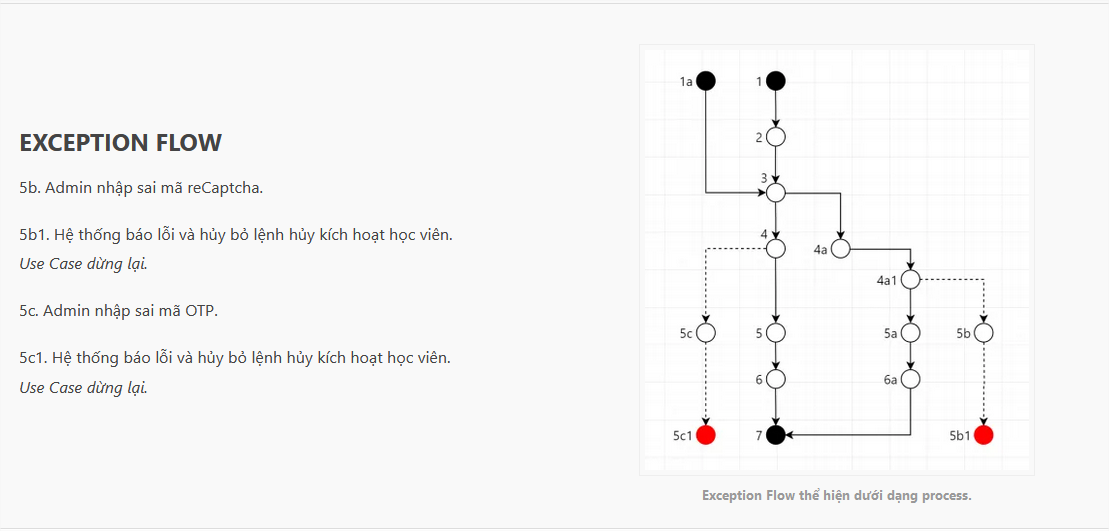 EXCEPTION FLOW
5b. Admin nhập sai mã reCaptcha.
5b1. Hệ thống báo lỗi và hủy bỏ lệnh hủy kích hoạt học viên.
Use Case dừng lại.
5c. Admin nhập sai mã OTP.
5c1. Hệ thống báo lỗi và hủy bỏ lệnh hủy kích hoạt học viên.
Use Case dừng lại.
1a
1
2
3
4
4a
4a1
5c
5
5a
5b
6
6a
5c1
7
5b1
Exception Flow thể hiện dưới dạng process.